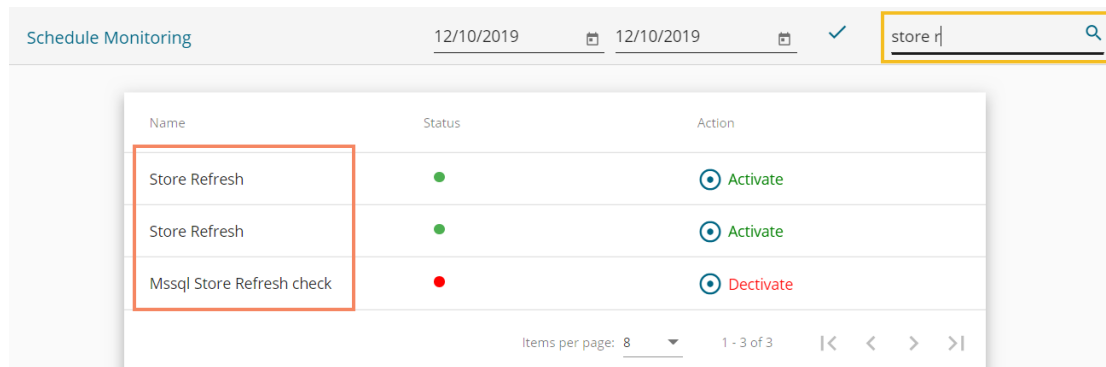 Schedule Monitoring 12/10/2019 12/10/2019 store r
Name Status Action
Store Refresh Activate
Store Refresh Activate
Mssql Store Refresh check Dectivate
Items per page: 8 1 - 3 of 3